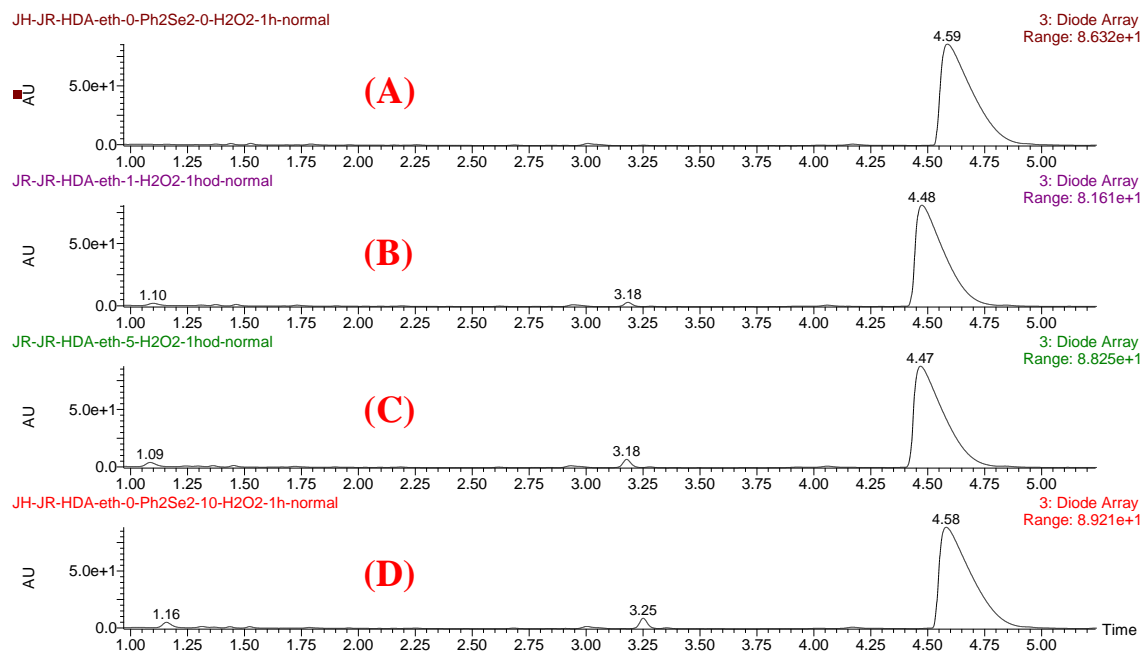 JH-JR-HDA-eth-0-Ph2Se2-0-H2O2-1h-normal
3: Diode Array
Range: 8.632e+1
4.59
5.0e+1
(A)
AU
0.0
1.00 1.25 1.50 1.75 2.00 2.25 2.50 2.75 3.00 3.25 3.50 3.75 4.00 4.25 4.50 4.75 5.00
JR-JR-HDA-eth-1-H2O2-1hod-normal
3: Diode Array
Range: 8.161e+1
4.48
5.0e+1
(B)
AU
1.10
3.18
0.0
1.00 1.25 1.50 1.75 2.00 2.25 2.50 2.75 3.00 3.25 3.50 3.75 4.00 4.25 4.50 4.75 5.00
JR-JR-HDA-eth-5-H2O2-1hod-normal
3: Diode Array
Range: 8.825e+1
4.47
5.0e+1
(C)
AU
1.09
3.18
0.0
1.00 1.25 1.50 1.75 2.00 2.25 2.50 2.75 3.00 3.25 3.50 3.75 4.00 4.25 4.50 4.75 5.00
JH-JR-HDA-eth-0-Ph2Se2-10-H2O2-1h-normal
3: Diode Array
Range: 8.921e+1
4.58
5.0e+1
(D)
AU
1.16
3.25
0.0
Time
1.00 1.25 1.50 1.75 2.00 2.25 2.50 2.75 3.00 3.25 3.50 3.75 4.00 4.25 4.50 4.75 5.00